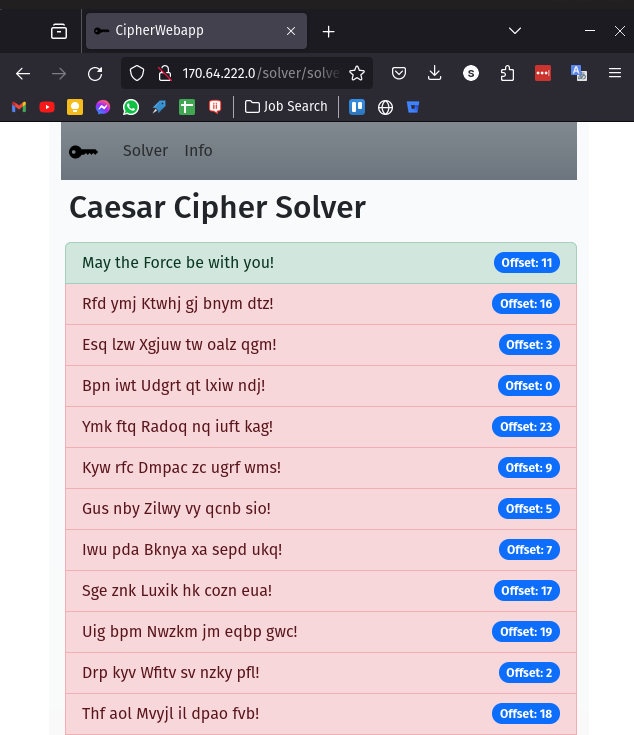 CipherWebapp
170.64.222.0/solver/solve
S
Job Search
Solver Info
Caesar Cipher Solver
May the Force be with you! Offset: 11
Rfd ymj Ktwhj gj bnym dtz! Offset: 16
Esq lzw Xgjuw tw oalz qgm! Offset: 3
Bpn iwt Udgrt qt lxiw ndj! Offset: 0
Ymk ftq Radoq nq iuft kag! Offset: 23
Kyw rfc Dmpac zc ugrf wms! Offset: 9
Gus nby Zilwy vy qcnb sio! Offset: 5
Iwu pda Bknya xa sepd ukq! Offset: 7
Sge znk Luxik hk cozn eua! Offset: 17
Uig bpm Nwzkm jm eqbp gwc! Offset: 19
Drp kyv Wfitv sv nzky pfl! Offset: 2
Thf aol Mvyjl il dpao fvb! Offset: 18